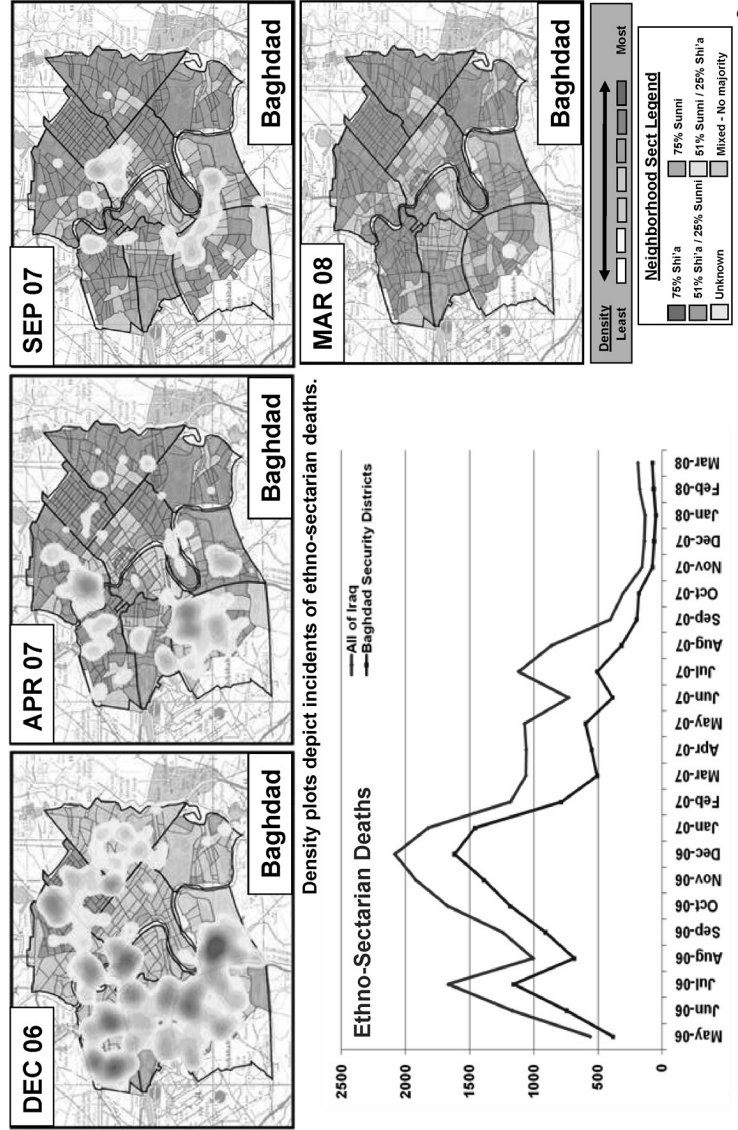 DEC 06
Baghdad
APR 07
Baghdad
SEP 07
Baghdad
Density plots depict incidents of ethno-sectarian deaths.
MAR 08
Baghdad
Ethno-Sectarian Deaths
All of Iraq
Baghdad Security Districts
2500
2000
1500
1000
500
0
May-06
Jun-06
Jul-06
Aug-06
Sep-06
Oct-06
Nov-06
Dec-06
Jan-07
Feb-07
Mar-07
Apr-07
May-07
Jun-07
Jul-07
Aug-07
Sep-07
Oct-07
Nov-07
Dec-07
Jan-08
Feb-08
Mar-08
Density
Least Most
Neighborhood Sect Legend
75% Shi'a 75% Sunni
51% Shi'a / 25% Sunni 51% Sunni / 25% Shi'a
Unknown Mixed - No majority